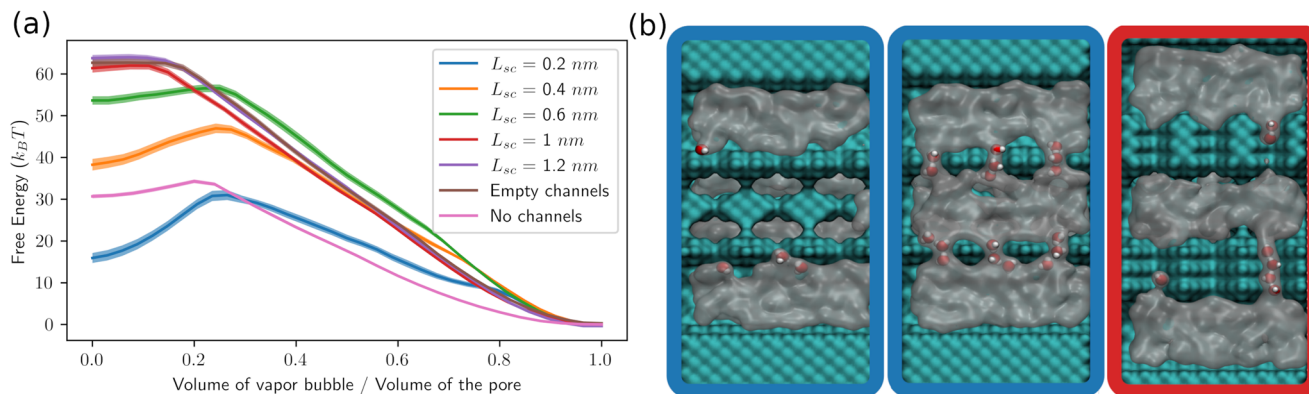 (a)
(b)
Free Energy (k_BT)
60
50
40
30
20
10
0
L_sc = 0.2 nm
L_sc = 0.4 nm
L_sc = 0.6 nm
L_sc = 1 nm
L_sc = 1.2 nm
Empty channels
No channels
0.0 0.2 0.4 0.6 0.8 1.0
Volume of vapor bubble / Volume of the pore